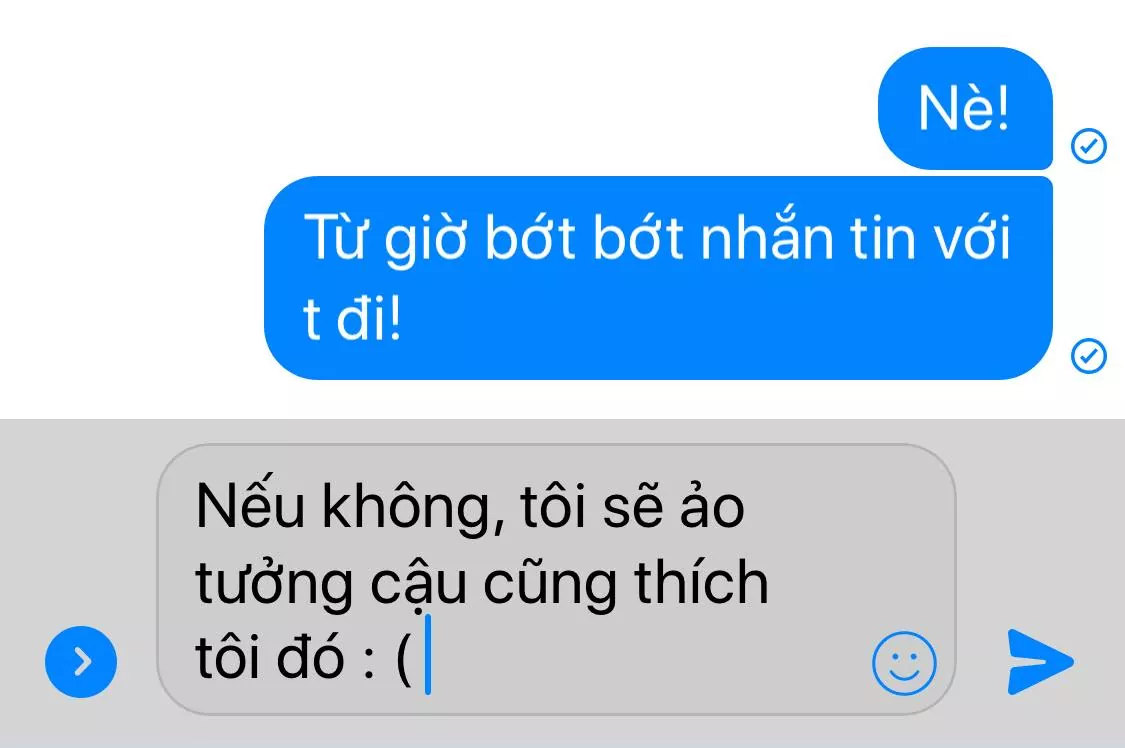 Nè!
Từ giờ bớt bớt nhắn tin với
t đi!
Nếu không, tôi sẽ ảo
tưởng cậu cũng thích
tôi đó : (